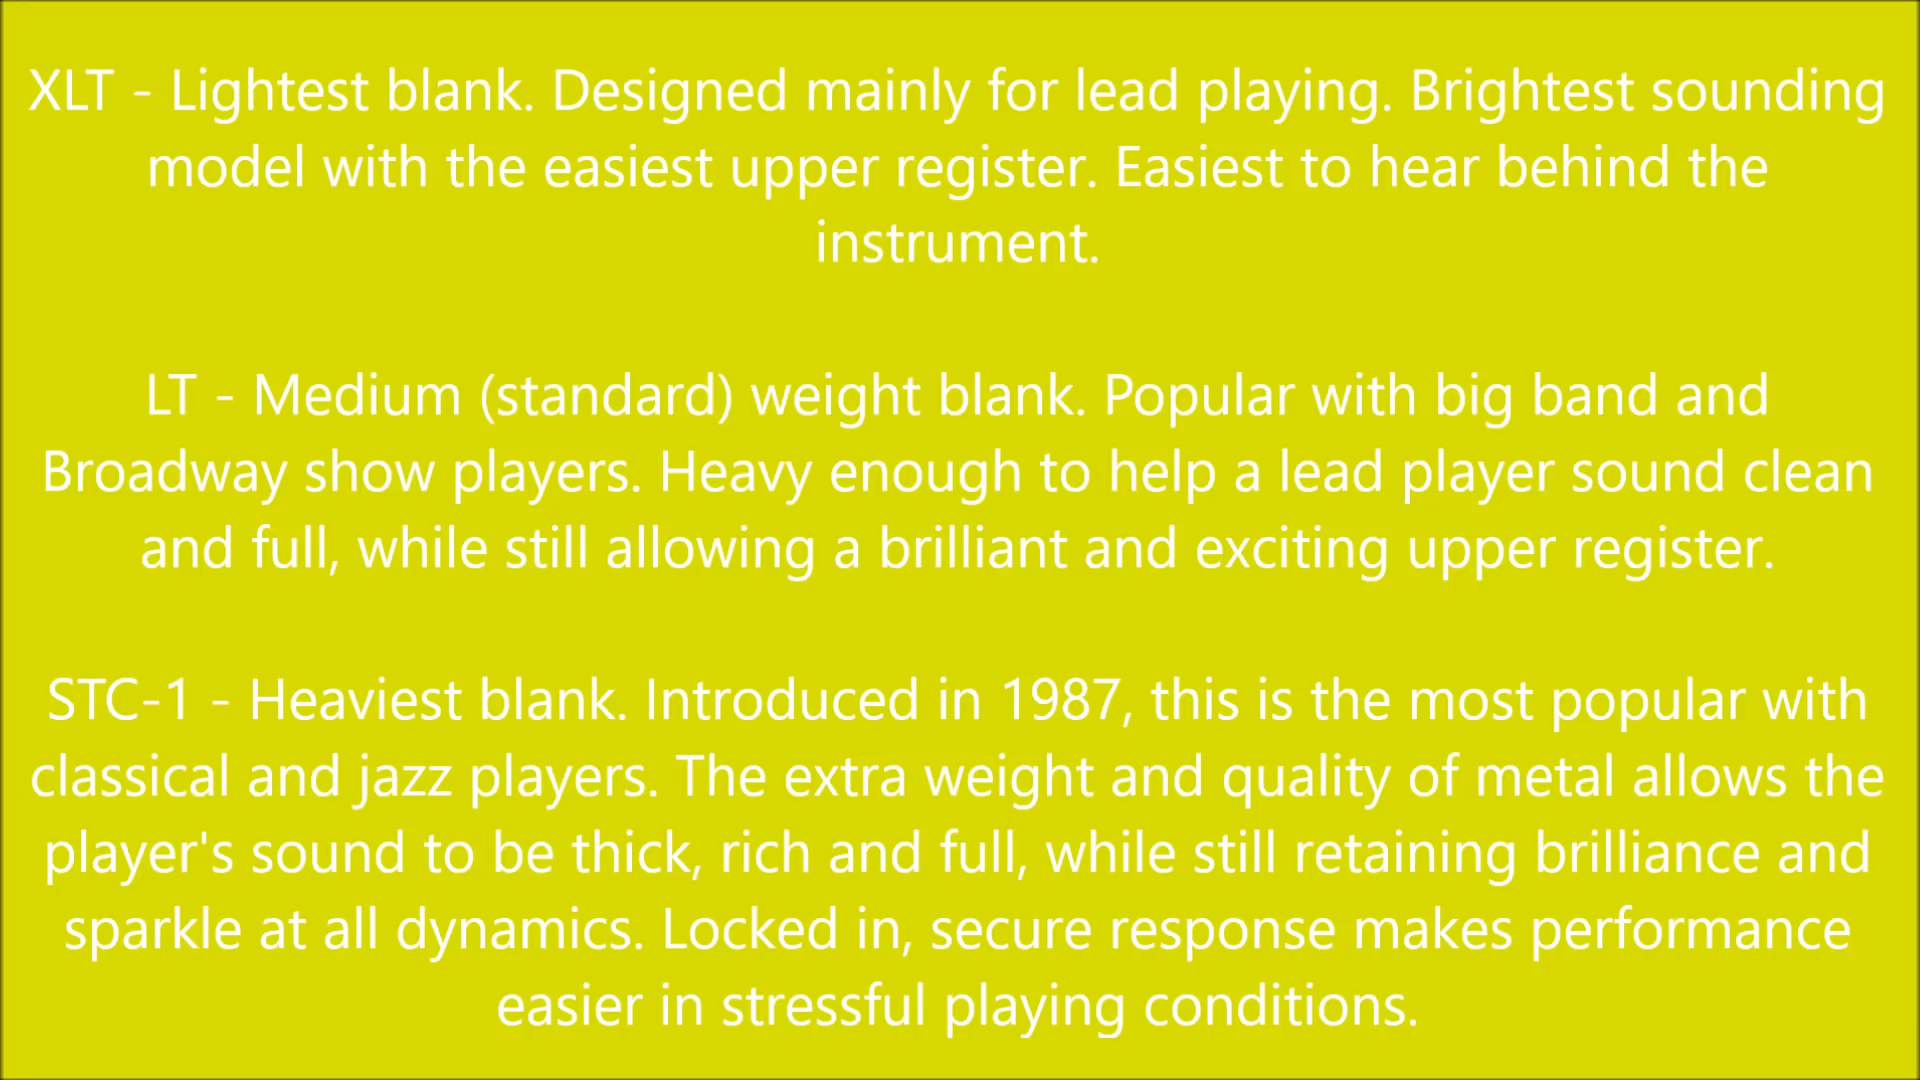 XLT - Lightest blank. Designed mainly for lead playing. Brightest sounding
model with the easiest upper register. Easiest to hear behind the
instrument.
LT - Medium (standard) weight blank. Popular with big band and
Broadway show players. Heavy enough to help a lead player sound clean
and full, while still allowing a brilliant and exciting upper register.
STC-1 - Heaviest blank. Introduced in 1987, this is the most popular with
classical and jazz players. The extra weight and quality of metal allows the
player's sound to be thick, rich and full, while still retaining brilliance and
sparkle at all dynamics. Locked in, secure response makes performance
easier in stressful playing conditions.